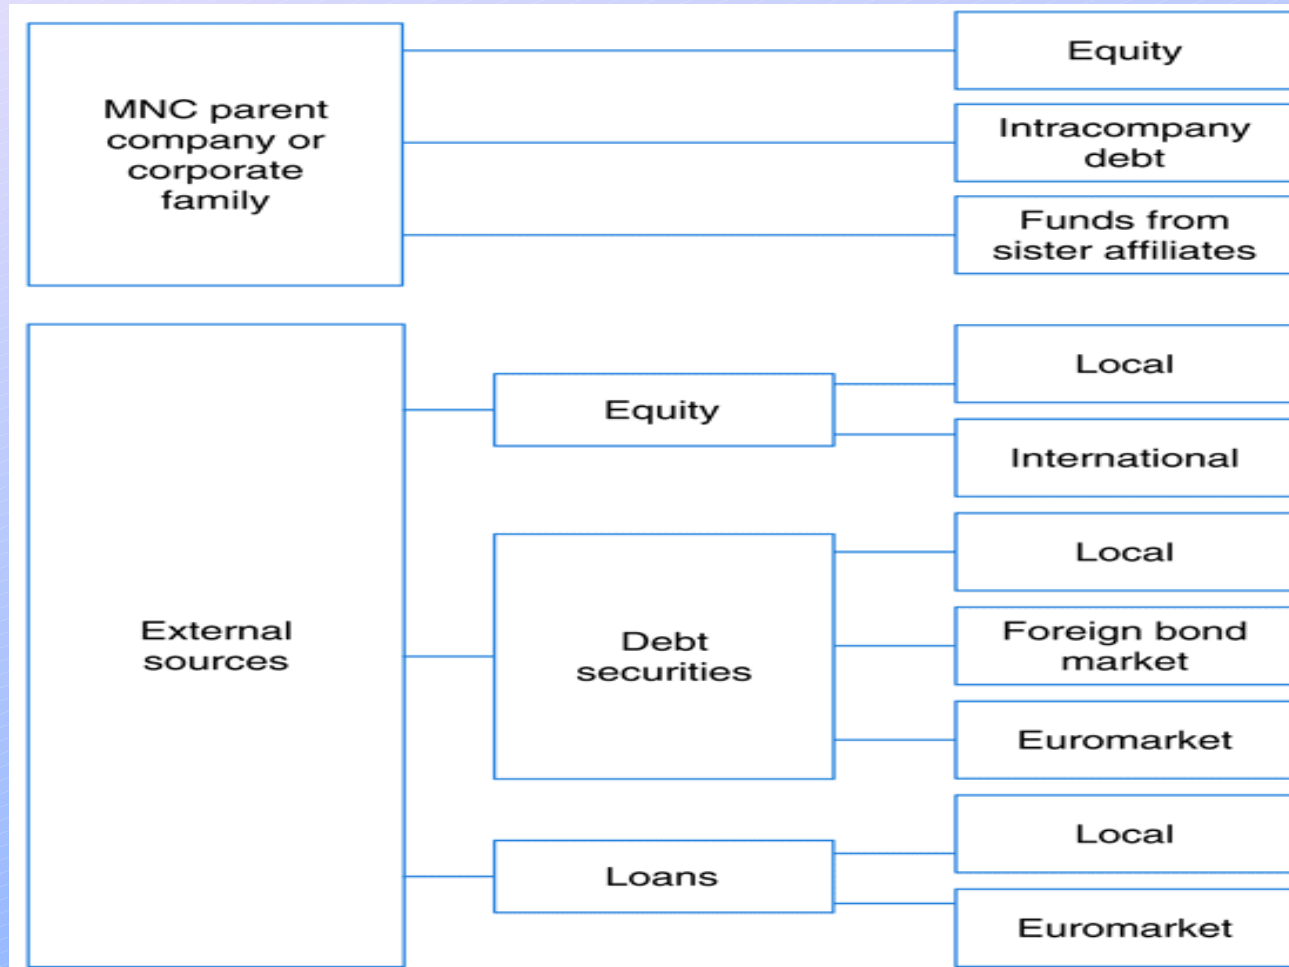 MNC parent
company or
corporate
family
Equity
Intracompany
debt
Funds from
sister affiliates
External
sources
Equity
Local
International
Debt
securities
Local
Foreign bond
market
Euromarket
Loans
Local
Euromarket